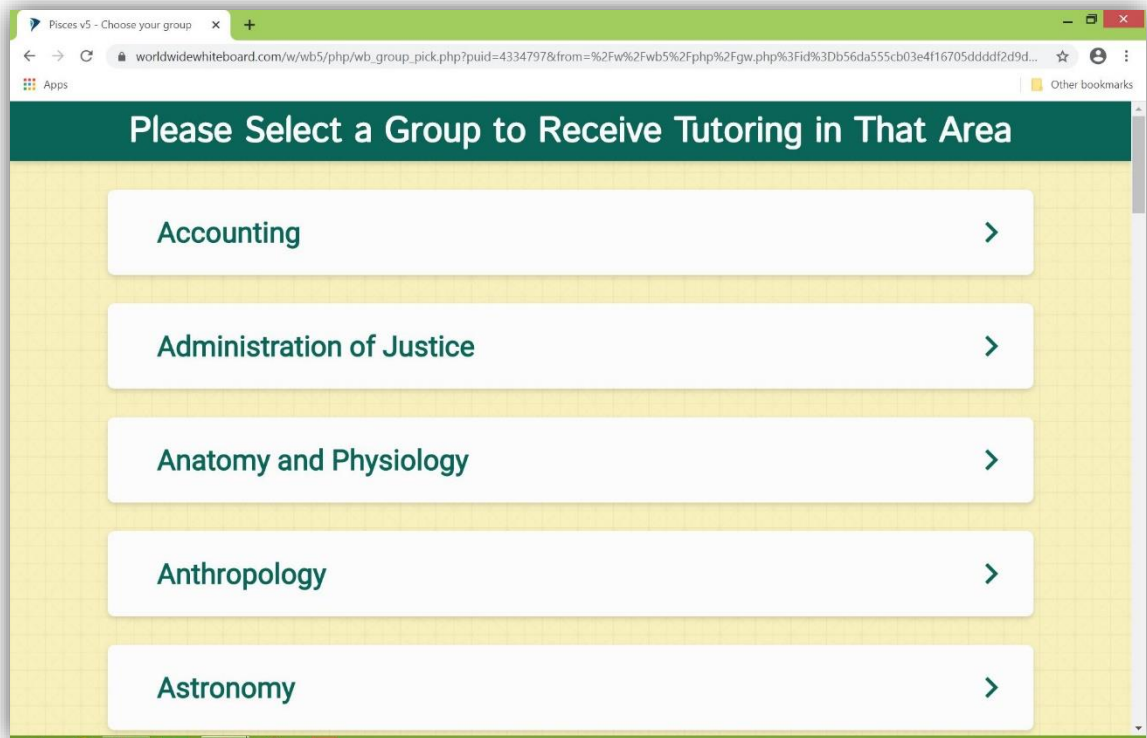 Pisces v5 - Choose your group
worldwidewhiteboard.com/w/wb5/php/wb_group_pick.php?puid=4334797&from=%2Fw%2Fwb5%2Fphp%2Fgw.php%3Fid%3Db56da555cb03e4f16705ddddf2d9d...
Apps
Other bookmarks
Please Select a Group to Receive Tutoring in That Area
Accounting
Administration of Justice
Anatomy and Physiology
Anthropology
Astronomy